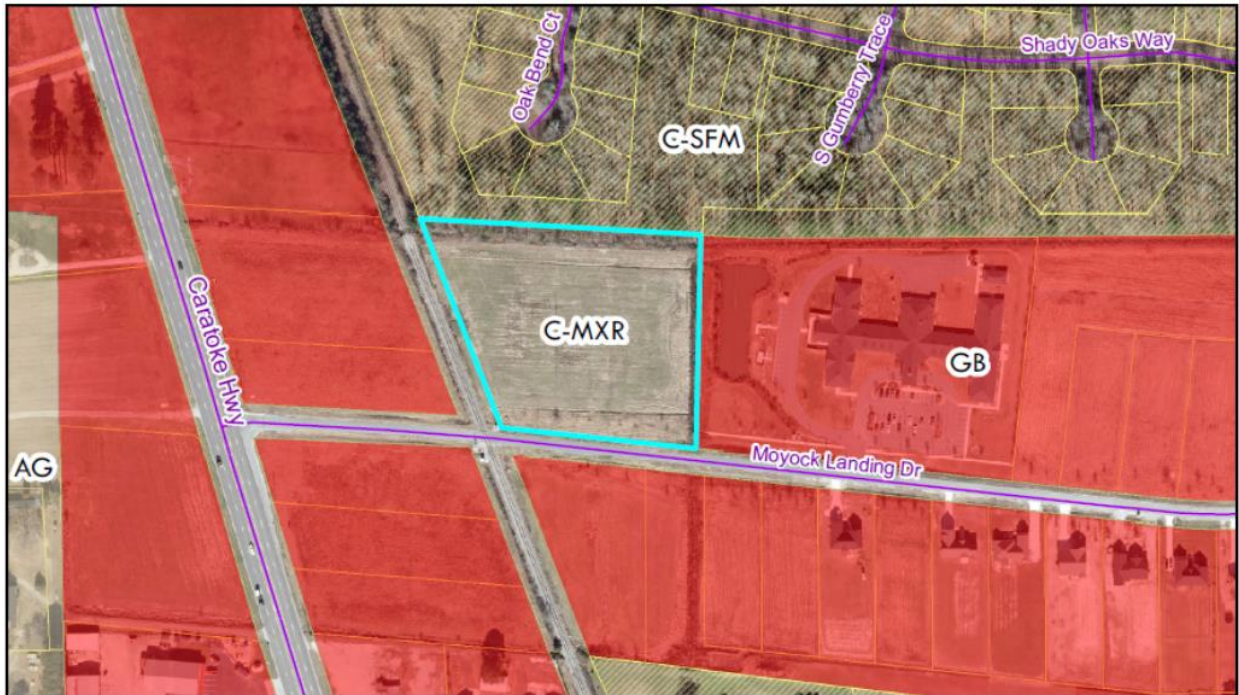 Oak Bend Ct
S Gumberry Trace
Shady Oaks Way
C-SFM
Caratoke Hwy
C-MXR
GB
AG
Moyock Landing Dr